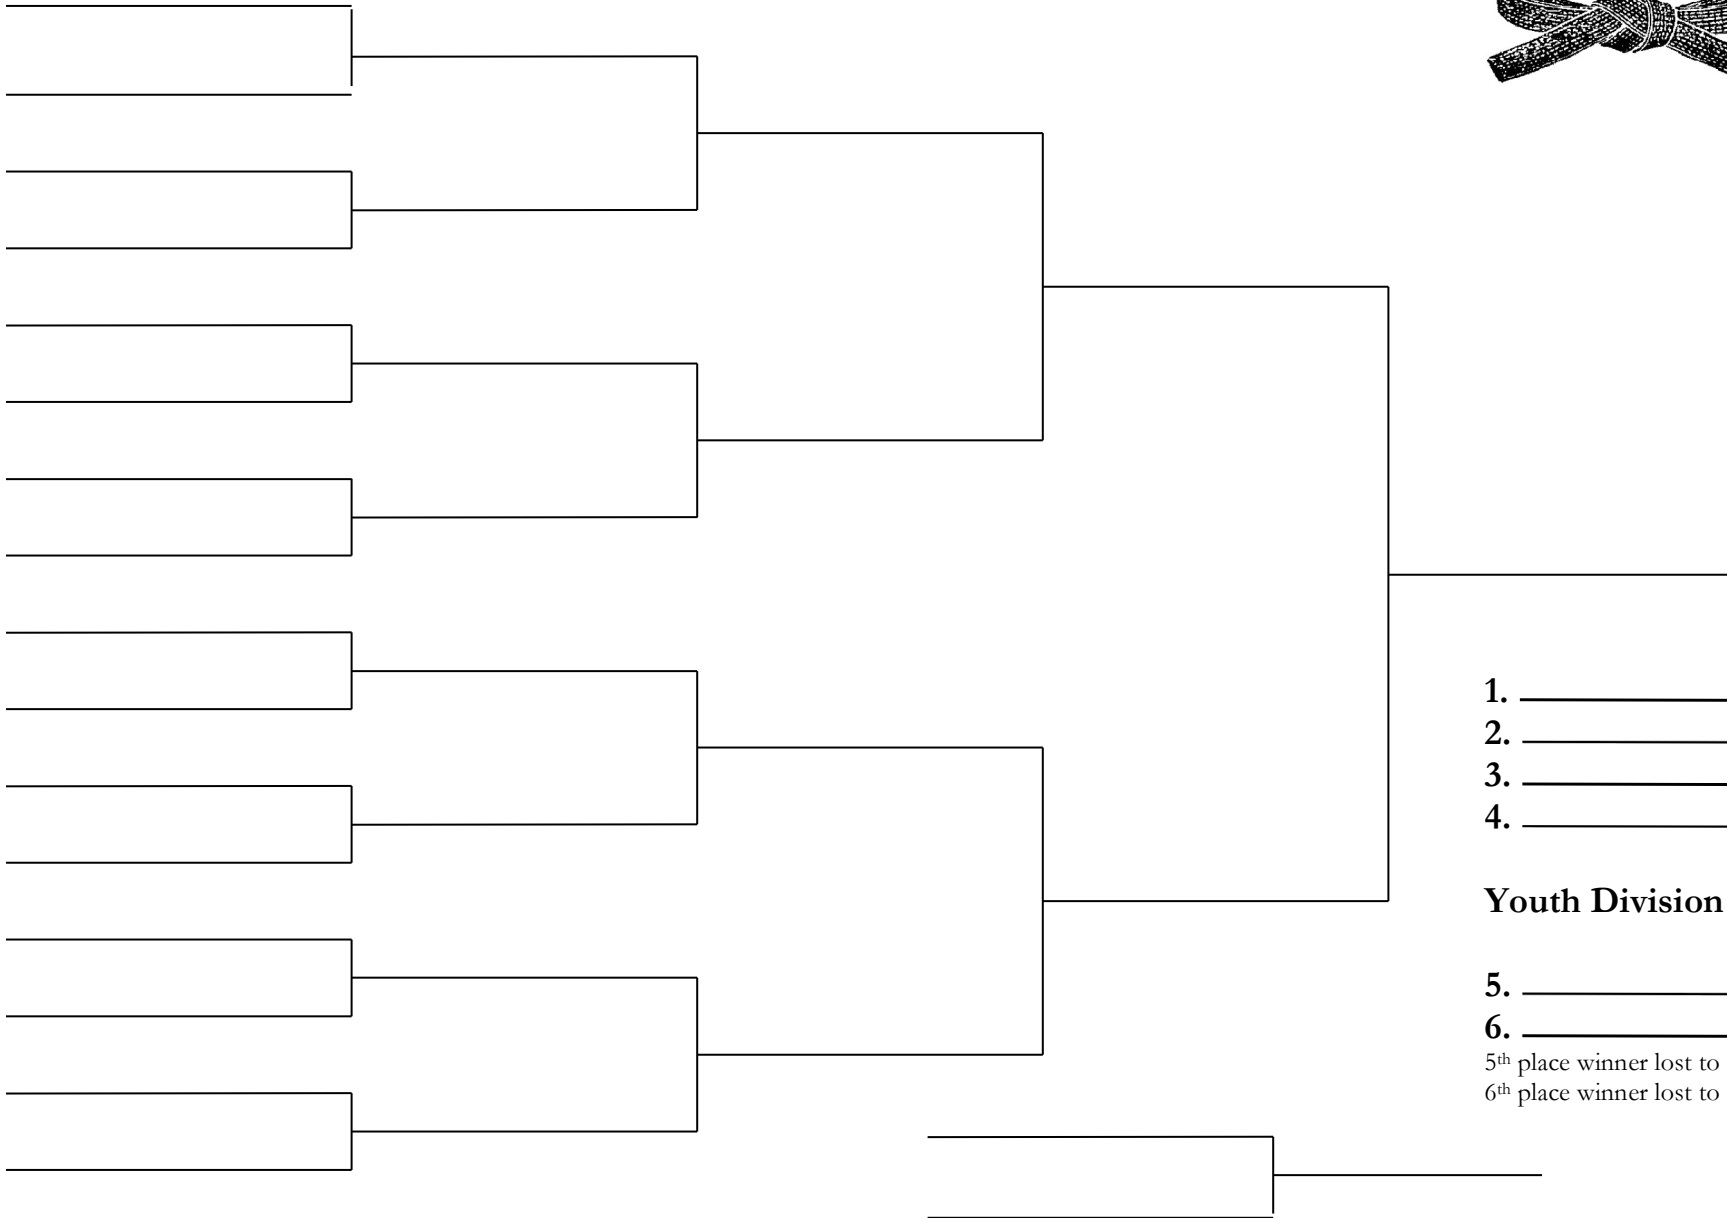 1.
2.
3.
4.
Youth Division
5.
6.
5th place winner lost to
6th place winner lost to